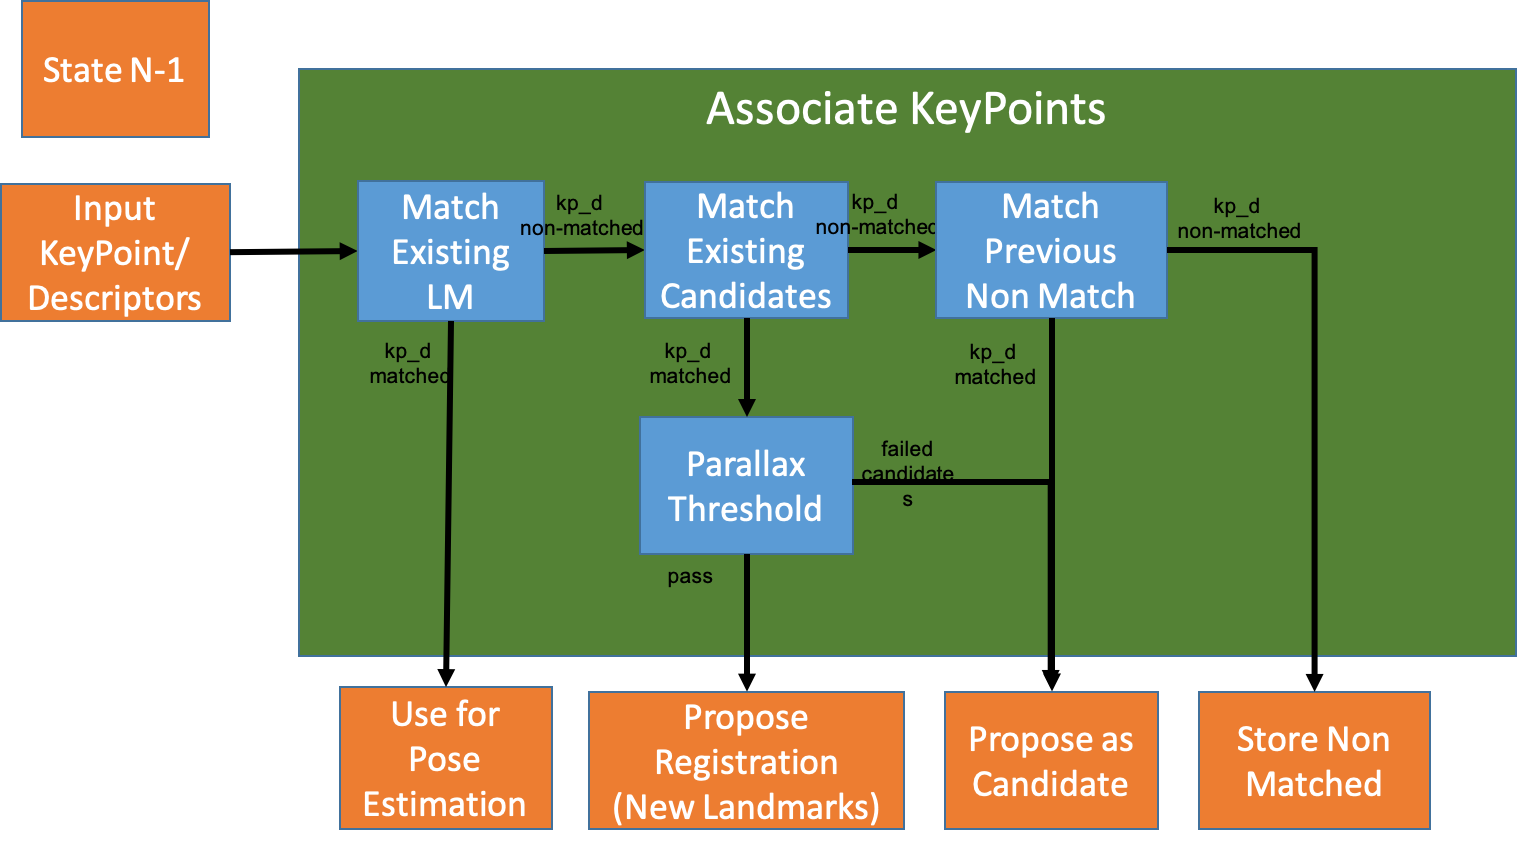 State N-1
Associate KeyPoints
Input
KeyPoint/
Descriptors
Match
Existing
LM
kp_d
non-matched
Match
Existing
Candidates
kp_d
non-matched
Match
Previous
Non Match
kp_d
non-matched
kp_d
matched
kp_d
matched
kp_d
matched
Parallax
Threshold
failed
candidate
s
pass
Use for
Pose
Estimation
Propose
Registration
(New Landmarks)
Propose as
Candidate
Store Non
Matched